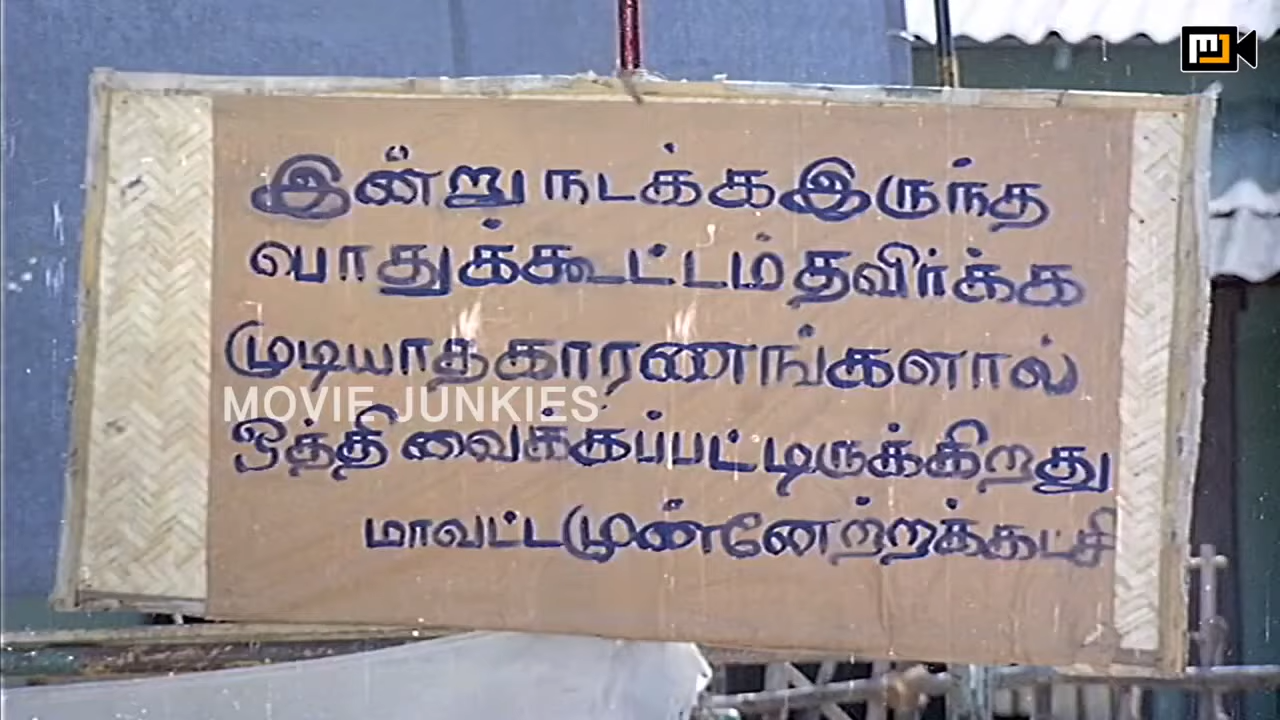 இன்று நடக்க இருந்த
பொதுக்கூட்டம் தவிர்க்க
முடியாத காரணங்களால்
MOVIE JUNKIES
ஒத்தி வைக்கப்பட்டிருக்கிறது
மாவட்ட முன்னேற்றக்கட்சி